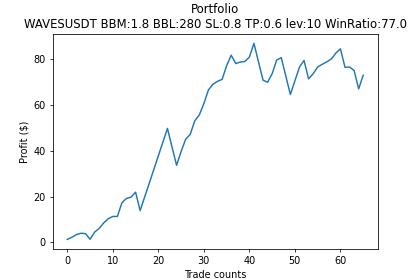 Portfolio
WAVESUSDT BBM:1.8 BBL:280 SL:0.8 TP:0.6 lev:10 WinRatio:77.0
80
60
40
20
0
Profit ($)
0 10 20 30 40 50 60
Trade counts